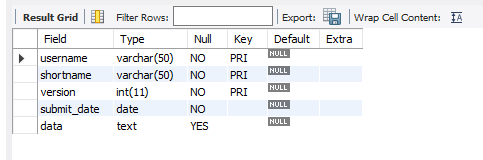 Result Grid Filter Rows: Export: Wrap Cell Content: IA
Field Type Null Key Default Extra
username varchar(50) NO PRI NULL
shortname varchar(50) NO PRI NULL
version int(11) NO PRI NULL
submit_date date NO NULL
data text YES NULL